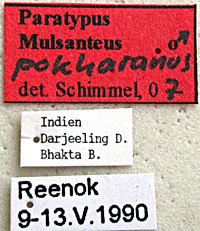 Paratypus
Mulsanteus ♂
pokharanus
det. Schimmel, 07
Indien
Darjeeling D.
Bhakta B.
Reenok
9-13.V.1990